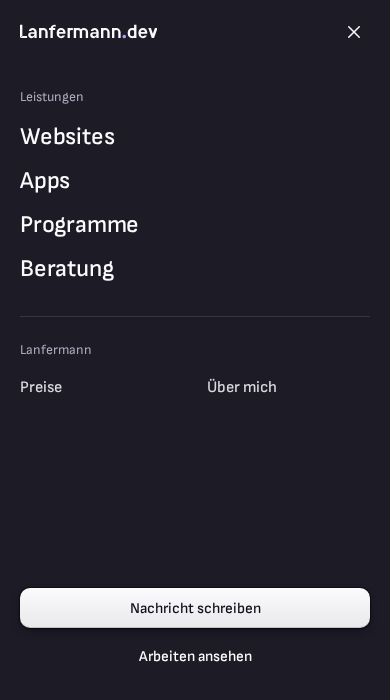 Lanfermann.dev
Leistungen
Websites
Apps
Programme
Beratung
Lanfermann
Preise
Über mich
Nachricht schreiben
Arbeiten ansehen